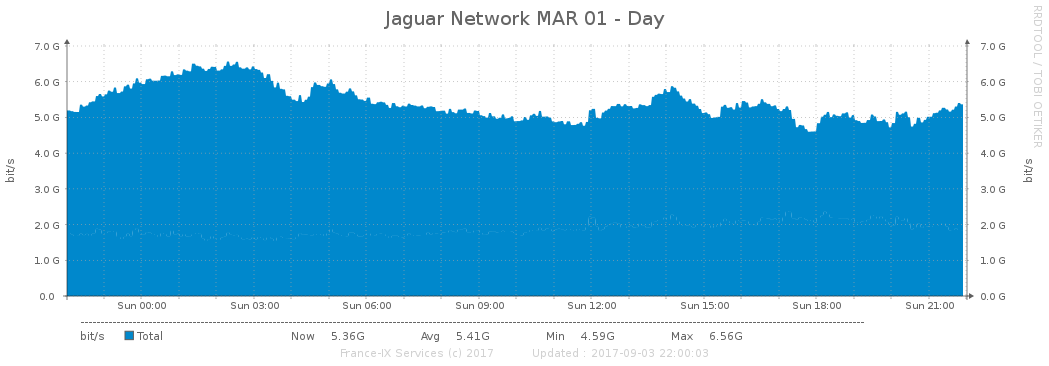 Jaguar Network MAR 01 - Day
RRDTOOL / TOBI OETIKER
7.0 G 7.0 G
6.0 G 6.0 G
5.0 G 5.0 G
4.0 G 4.0 G
3.0 G 3.0 G
2.0 G 2.0 G
1.0 G 1.0 G
0.0 0.0 G
bit/s
bit/s
Sun 00:00 Sun 03:00 Sun 06:00 Sun 09:00 Sun 12:00 Sun 15:00 Sun 18:00 Sun 21:00
bit/s Total Now 5.36G Avg 5.41G Min 4.59G Max 6.56G
France-IX Services (c) 2017 Updated : 2017-09-03 22:00:03